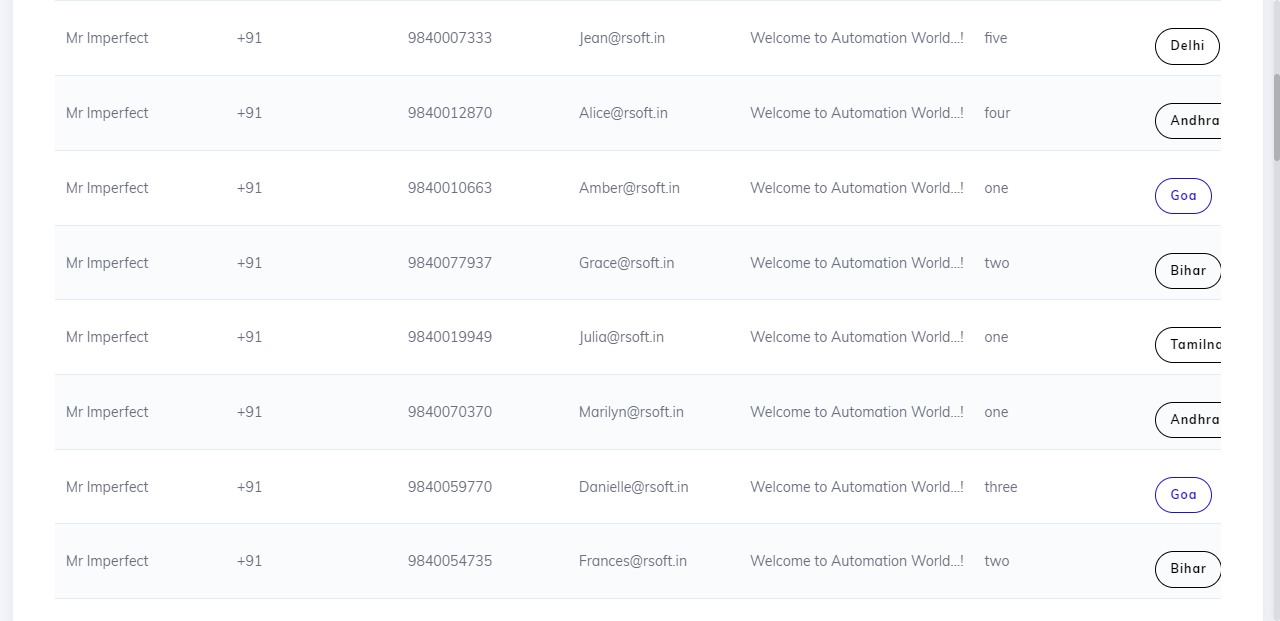 Mr Imperfect +91 9840007333 Jean@rsoft.in Welcome to Automation World...! five Delhi
Mr Imperfect +91 9840012870 Alice@rsoft.in Welcome to Automation World...! four Andhra
Mr Imperfect +91 9840010663 Amber@rsoft.in Welcome to Automation World...! one Goa
Mr Imperfect +91 9840077937 Grace@rsoft.in Welcome to Automation World...! two Bihar
Mr Imperfect +91 9840019949 Julia@rsoft.in Welcome to Automation World...! one
Mr Imperfect +91 9840070370 Marilyn@rsoft.in Welcome to Automation World...! one Andhra
Mr Imperfect +91 9840059770 Danielle@rsoft.in Welcome to Automation World...! three Goa
Mr Imperfect +91 9840054735 Frances@rsoft.in Welcome to Automation World...! two Bihar